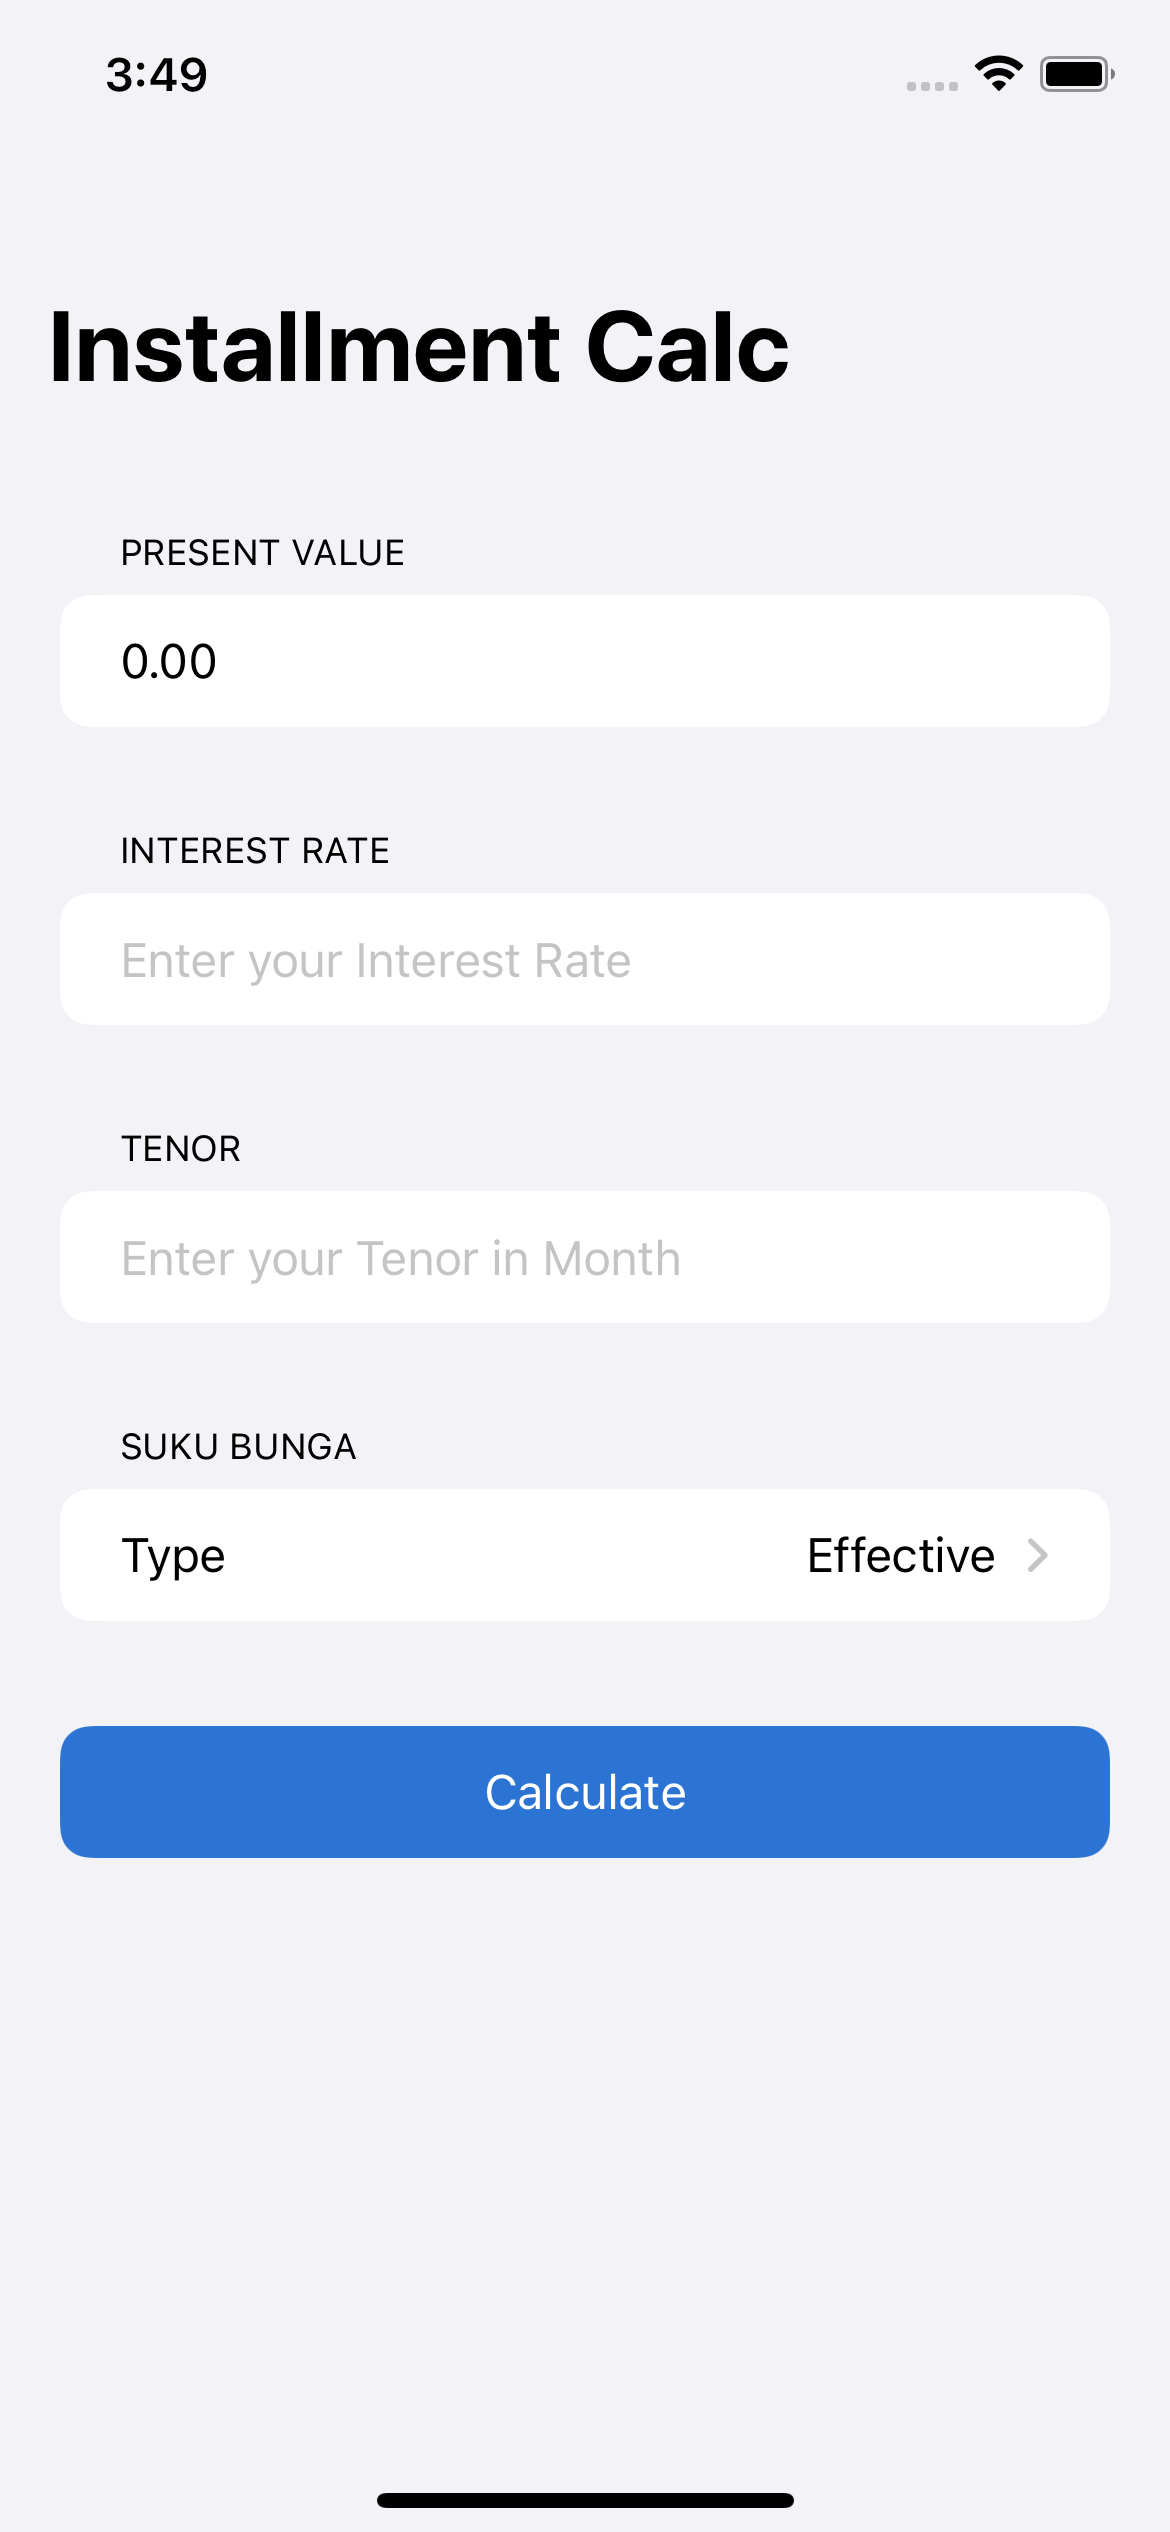 3:49
Installment Calc
PRESENT VALUE
0.00
INTEREST RATE
Enter your Interest Rate
TENOR
Enter your Tenor in Month
SUKU BUNGA
Type Effective
Calculate